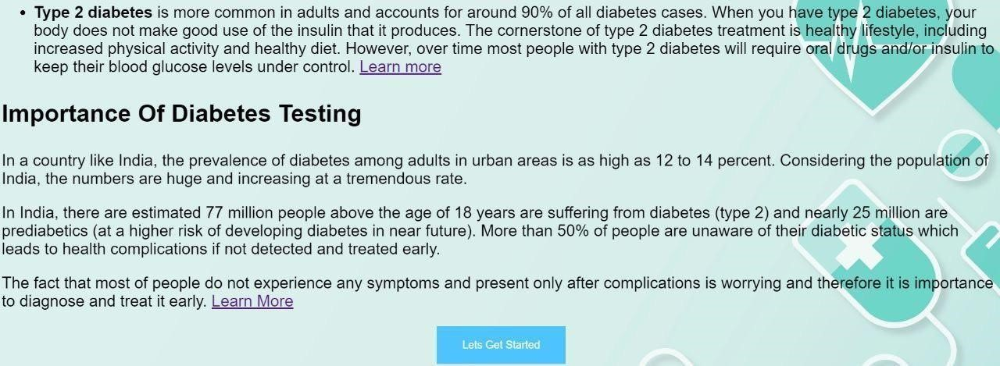 • Type 2 diabetes is more common in adults and accounts for around 90% of all diabetes cases. When you have type 2 diabetes, your
body does not make good use of the insulin that it produces. The cornerstone of type 2 diabetes treatment is healthy lifestyle, including
increased physical activity and healthy diet. However, over time most people with type 2 diabetes will require oral drugs and/or insulin to
keep their blood glucose levels under control. Learn more
Importance Of Diabetes Testing
In a country like India, the prevalence of diabetes among adults in urban areas is as high as 12 to 14 percent. Considering the population of
India, the numbers are huge and increasing at a tremendous rate.
In India, there are estimated 77 million people above the age of 18 years are suffering from diabetes (type 2) and nearly 25 million are
prediabetics (at a higher risk of developing diabetes in near future). More than 50% of people are unaware of their diabetic status which
leads to health complications if not detected and treated early.
The fact that most of people do not experience any symptoms and present only after complications is worrying and therefore it is importance
to diagnose and treat it early. Learn More
Lets Get Started